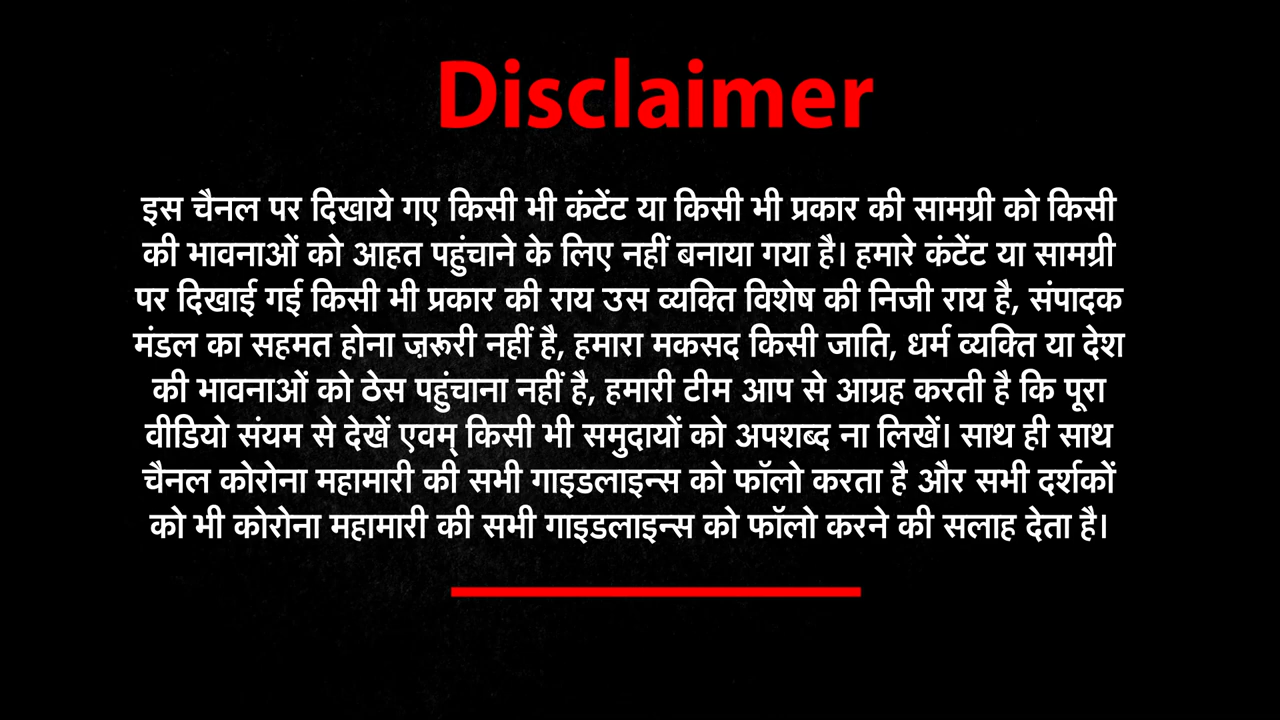 Disclaimer
इस चैनल पर दिखाये गए किसी भी कंटेंट या किसी भी प्रकार की सामग्री को किसी
की भावनाओं को आहत पहुंचाने के लिए नहीं बनाया गया है। हमारे कंटेंट या सामग्री
पर दिखाई गई किसी भी प्रकार की राय उस व्यक्ति विशेष की निजी राय है, संपादक
मंडल का सहमत होना ज़रूरी नहीं है, हमारा मकसद किसी जाति, धर्म व्यक्ति या देश
की भावनाओं को ठेस पहुंचाना नहीं है, हमारी टीम आप से आग्रह करती है कि पूरा
वीडियो संयम से देखें एवम् किसी भी समुदायों को अपशब्द ना लिखें। साथ ही साथ
चैनल कोरोना महामारी की सभी गाइडलाइन्स को फॉलो करता है और सभी दर्शकों
को भी कोरोना महामारी की सभी गाइडलाइन्स को फॉलो करने की सलाह देता है।